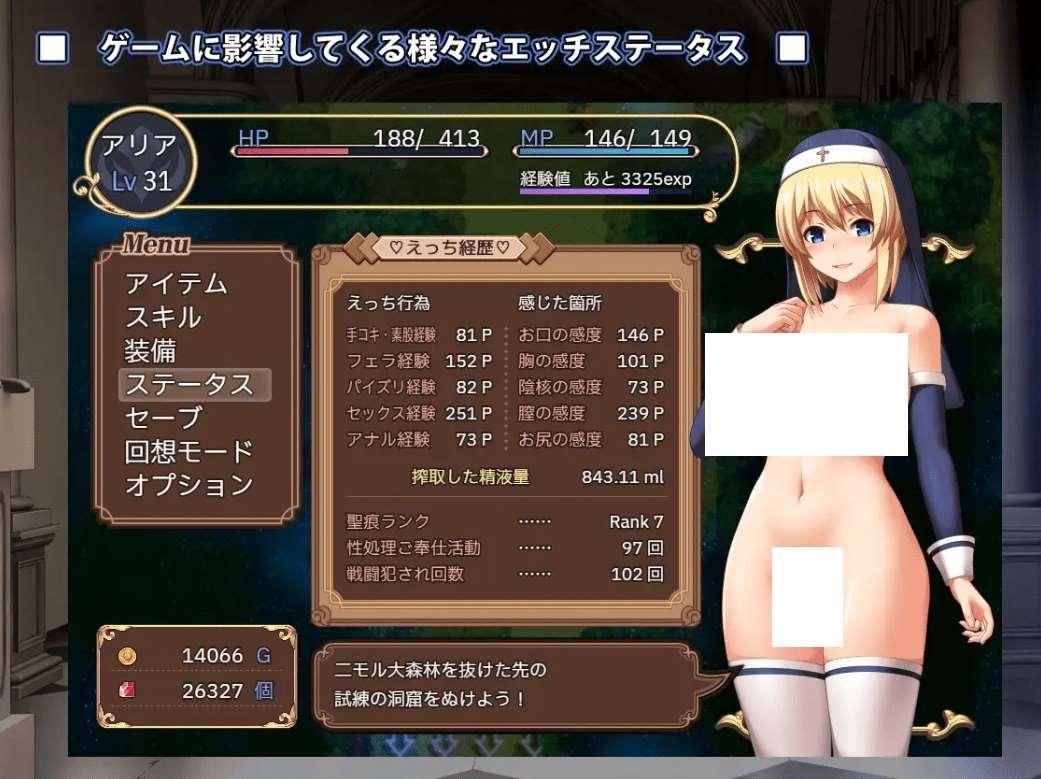 ■ ゲームに影響してくる様々なエッチステータス ■
アリア
Lv 31
HP 188/ 413
MP 146/ 149
経験値 あと 3325exp
Menu
アイテム
スキル
装備
ステータス
セーブ
回想モード
オプション
♡えっち経歴♡
えっち行為 感じた箇所
手コキ・素股経験 81 P お口の感度 146 P
フェラ経験 152 P 胸の感度 101 P
パイズリ経験 82 P 陰核の感度 73 P
セックス経験 251 P 膣の感度 239 P
アナル経験 73 P お尻の感度 81 P
搾取した精液量 843.11 ml
聖痕ランク …… Rank 7
性処理ご奉仕活動 …… 97 回
戦闘犯され回数 …… 102 回
14066 G
26327 個
二モル大森林を抜けた先の
試練の洞窟をぬけよう！